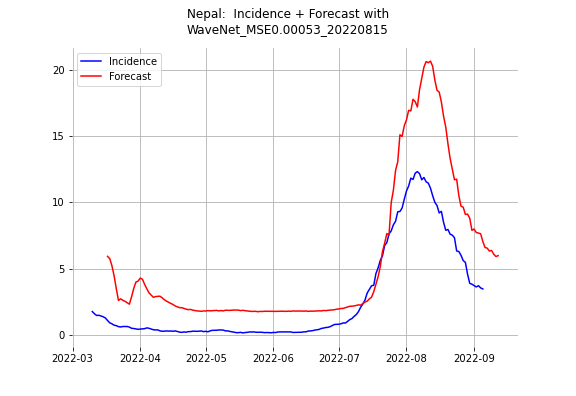 Nepal:  Incidence + Forecast with
WaveNet_MSE0.00053_20220815
Incidence
Forecast
20
15
10
5
0
2022-03 2022-04 2022-05 2022-06 2022-07 2022-08 2022-09